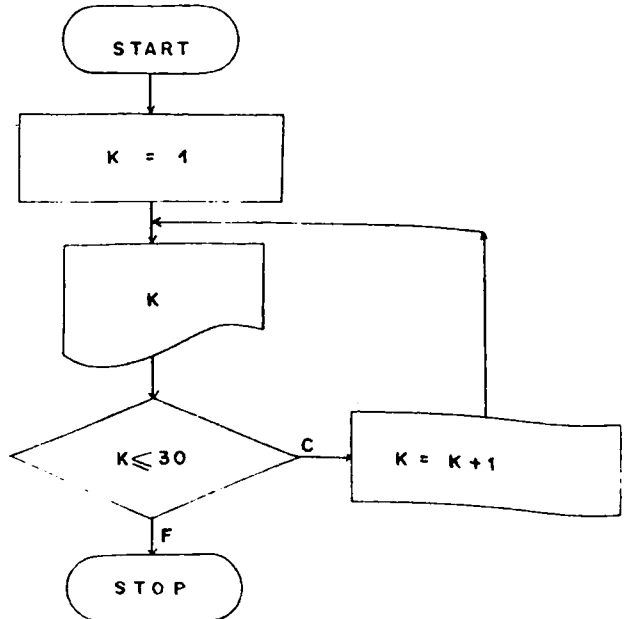 START
K = 1
K
K⩽30
C
K = K+1
F
STOP